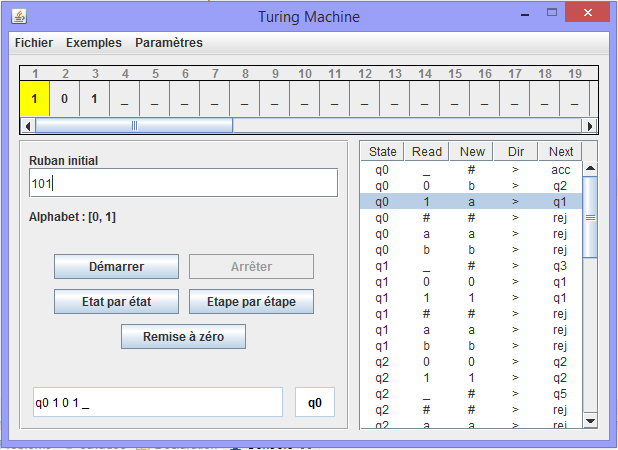 Turing Machine
Fichier Exemples Paramètres
1 2 3 4 5 6 7 8 9 10 11 12 13 14 15 16 17 18 19
1 0 1 _ _ _ _ _ _ _ _ _ _ _ _ _ _ _ _
Ruban initial
101
Alphabet : [0, 1]
Démarrer Arrêter
Etat par état Etape par étape
Remise à zéro
q0 1 0 1 _ q0
State Read New Dir Next
q0 _ # > acc
q0 0 b > q2
q0 1 a > q1
q0 # # > rej
q0 a a > rej
q0 b b > rej
q1 _ # > q3
q1 0 0 > q1
q1 1 1 > q1
q1 # # > rej
q1 a a > rej
q1 b b > rej
q2 0 0 > q2
q2 1 1 > q2
q2 _ # > q5
q2 # # > rej
q2 a a > rej